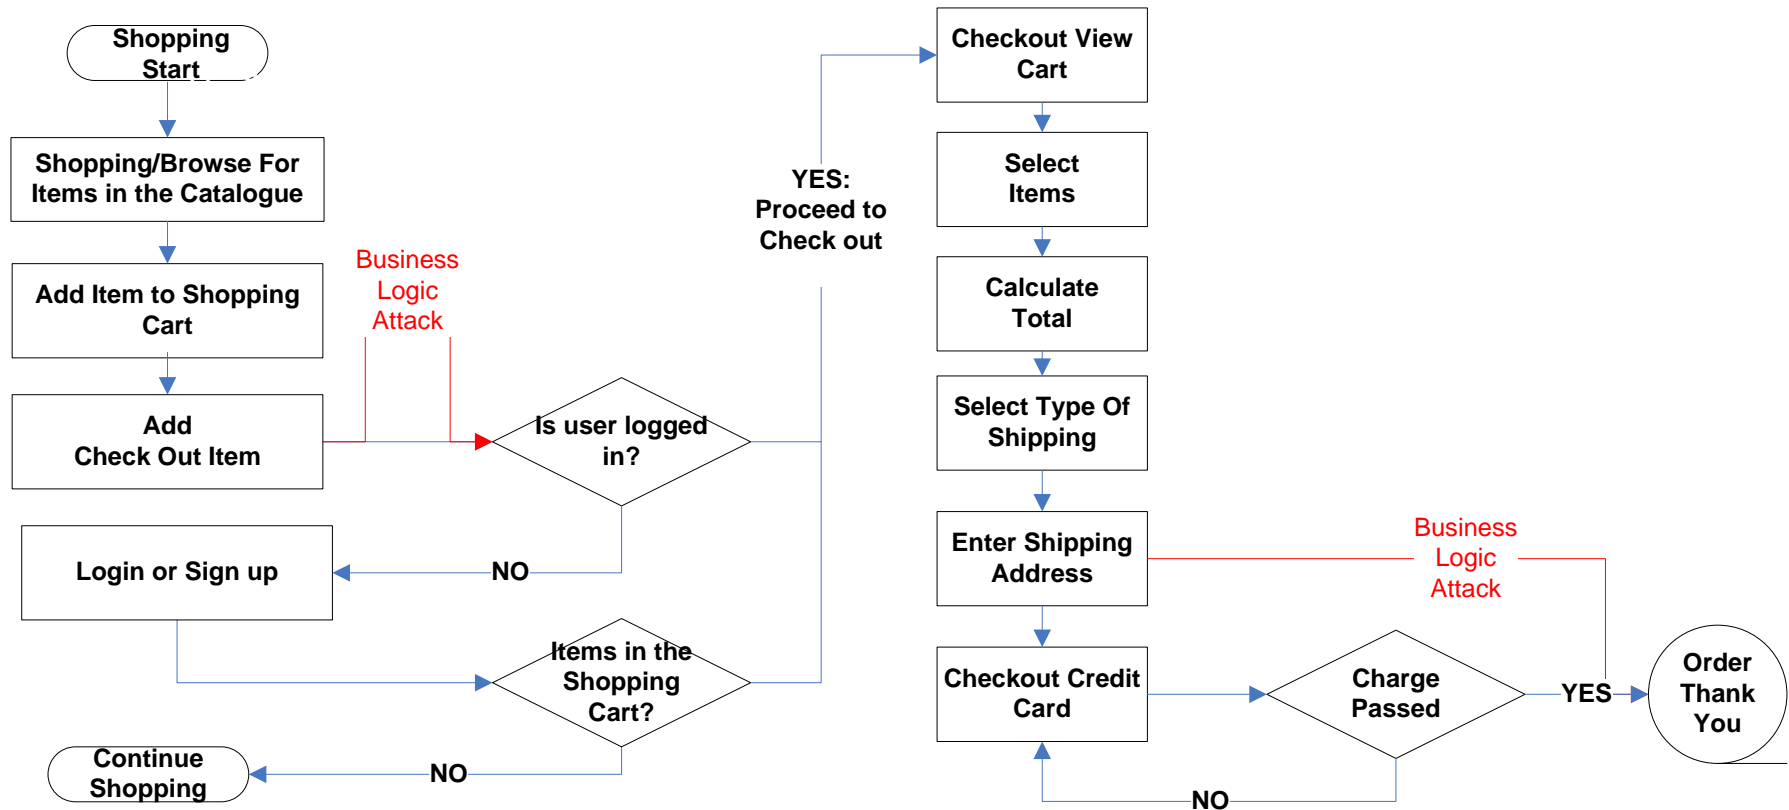 Shopping
Start
Shopping/Browse For
Items in the Catalogue
Add Item to Shopping
Cart
Add
Check Out Item
Business
Logic
Attack
Is user logged
in?
NO
Login or Sign up
Items in the
Shopping
Cart?
NO
Continue
Shopping
YES:
Proceed to
Check out
Checkout View
Cart
Select
Items
Calculate
Total
Select Type Of
Shipping
Enter Shipping
Address
Business
Logic
Attack
Checkout Credit
Card
Charge
Passed
YES
NO
Order
Thank
You